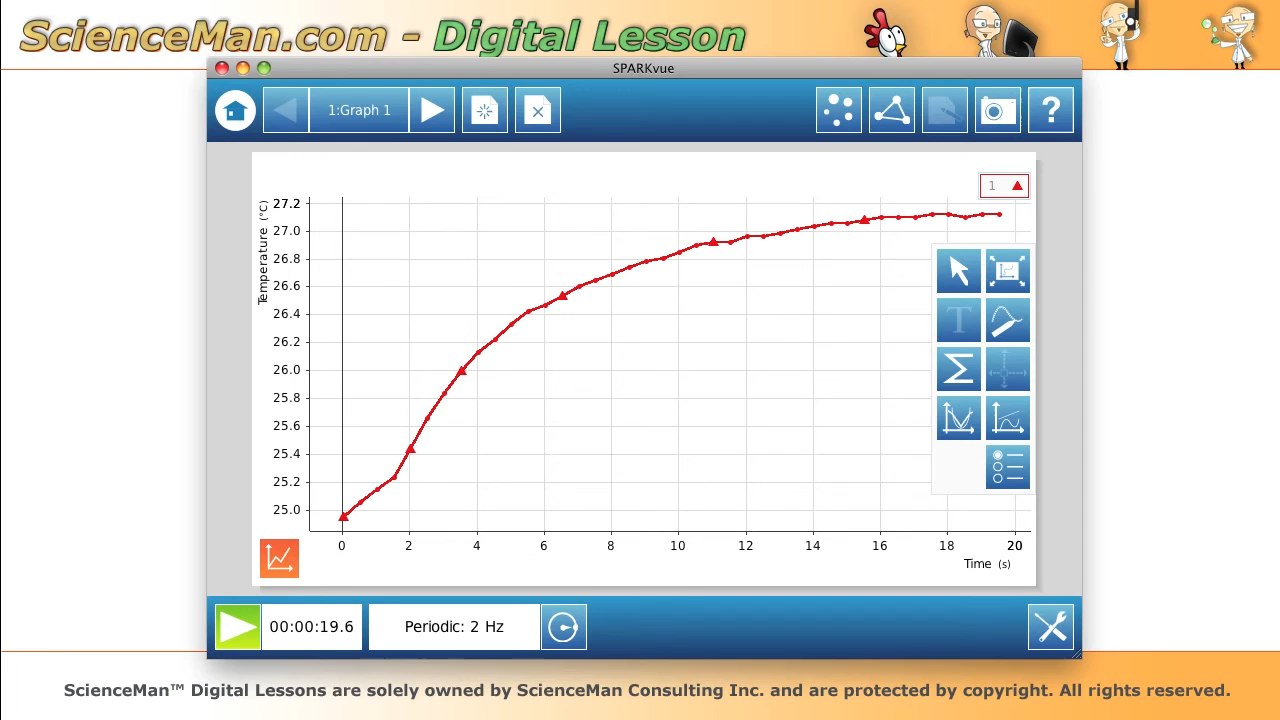 ScienceMan.com - Digital Lesson
SPARKvue
1:Graph 1
?
1
Temperature (°C)
27.2
27.0
26.8
26.6
26.4
26.2
26.0
25.8
25.6
25.4
25.2
25.0
T
Σ
0 2 4 6 8 10 12 14 16 18 20
Time (s)
00:00:19.6
Periodic: 2 Hz
ScienceMan™ Digital Lessons are solely owned by ScienceMan Consulting Inc. and are protected by copyright. All rights reserved.